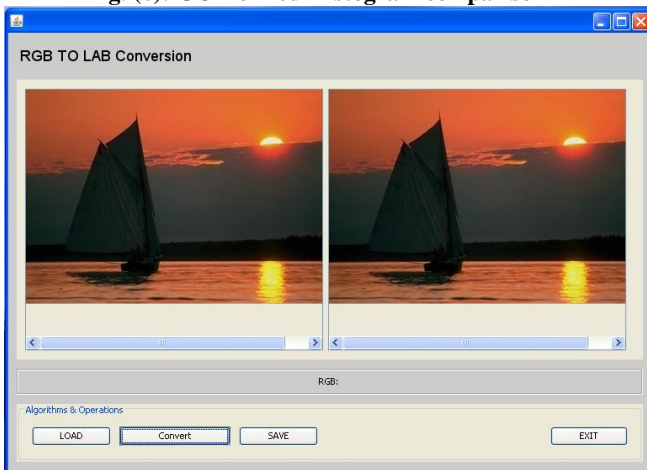 RGB TO LAB Conversion
RGB:
Algorithms & Operations
LOAD Convert SAVE EXIT